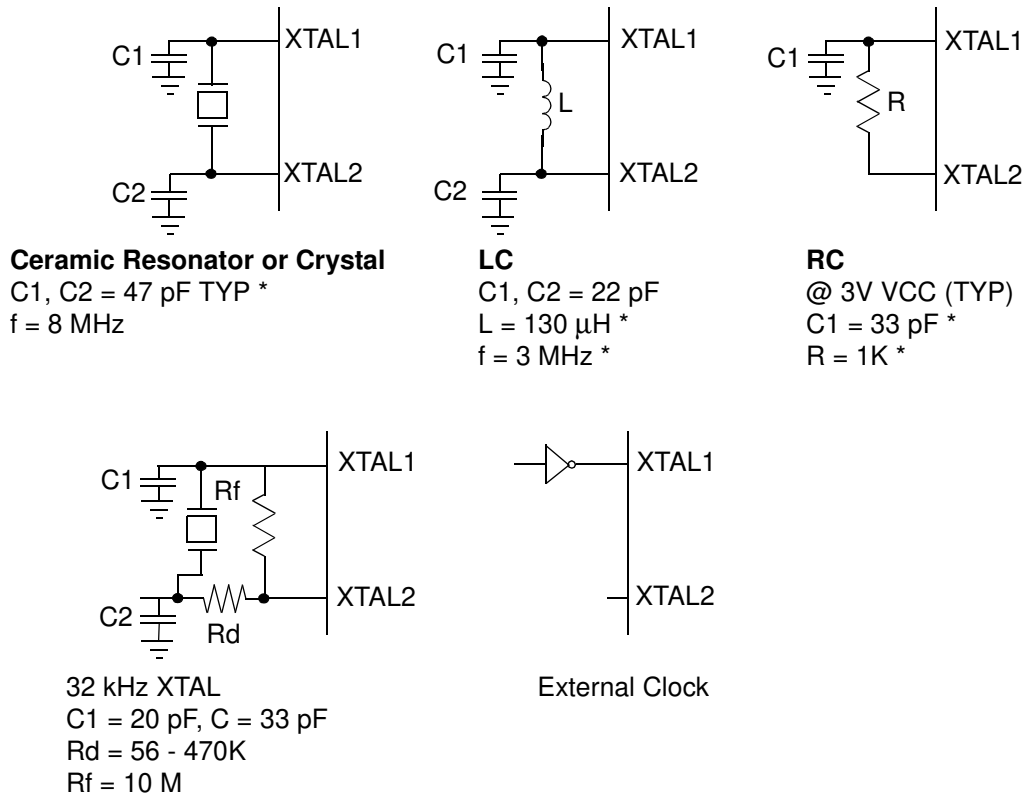 C1
XTAL1
C2
XTAL2
Ceramic Resonator or Crystal
C1, C2 = 47 pF TYP *
f = 8 MHz
C1
XTAL1
L
C2
XTAL2
LC
C1, C2 = 22 pF
L = 130 μH *
f = 3 MHz *
C1
XTAL1
R
XTAL2
RC
@ 3V VCC (TYP)
C1 = 33 pF *
R = 1K *
C1
XTAL1
Rf
C2
XTAL2
Rd
32 kHz XTAL
C1 = 20 pF, C = 33 pF
Rd = 56 - 470K
Rf = 10 M
XTAL1
XTAL2
External Clock